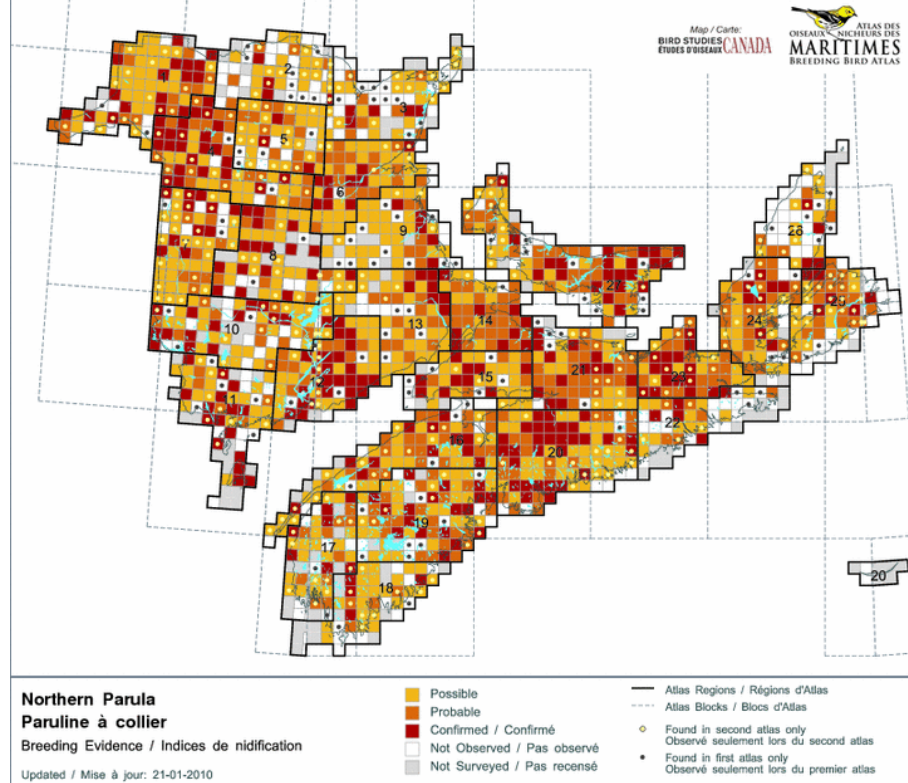 Map / Carte:
BIRD STUDIES
ÉTUDES D'OISEAUX CANADA
ATLAS DES
OISEAUX NICHEURS DES
MARITIMES
BREEDING BIRD ATLAS
1
2
3
4
5
6
9
8
10
13
14
11
15
21
23
22
24
27
16
20
19
17
18
20
Northern Parula
Paruline à collier
Breeding Evidence / Indices de nidification
Updated / Mise à jour: 21-01-2010
Possible
Probable
Confirmed / Confirmé
Not Observed / Pas observé
Not Surveyed / Pas recensé
Atlas Regions / Régions d'Atlas
Atlas Blocks / Blocs d'Atlas
Found in second atlas only
Observé seulement lors du second atlas
Found in first atlas only
Observé seulement lors du premier atlas